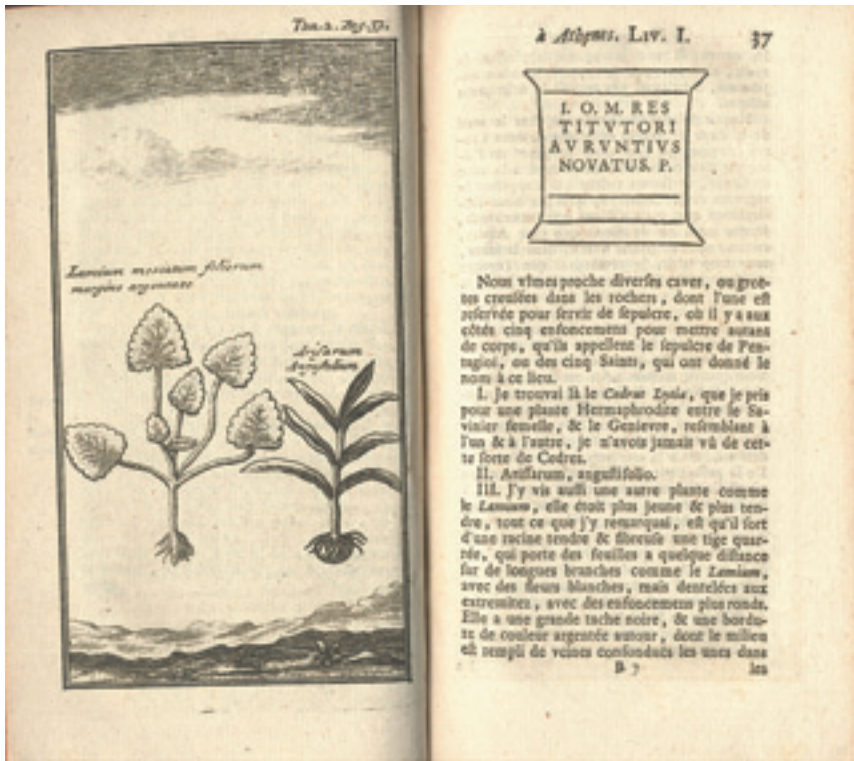 Tom. 2. Pag. 37.
Lamium moscatum foliorum
margine argenteo
Arisarum
Angustifolium
à Athenes. LIV. I. 37
I. O. M. RES
TITVTORI
AVRVNTIVS
NOVATUS. P.
Nous vîmes proche diverses caves, ou grot-
tes creusées dans les rochers, dont l'une est
reservée pour servir de sepulcre, où il y a aux
côtés cinq enfoncemens pour mettre autant
de corps, qu'ils appellent le sepulcre de Pen-
tagioi, ou des cinq Saints, qui ont donné le
nom à ce lieu.
I. Je trouvai là le Cedrus Lycia, que je pris
pour une plante Hermaphrodite entre le Sa-
vinier femelle, & le Genievre, resemblant à
l'un & à l'autre, je n'avois jamais vû de cet-
te sorte de Cedres.
II. Arissarum, angustifolio.
III. J'y vis aussi une autre plante comme
le Lamium, elle étoit plus jeune & plus ten-
dre, tout ce que j'y remarquai, est qu'il sort
d'une racine tendre & fibreuse une tige quar-
rée, qui porte des feuilles a quelque distance
sur de longues branches comme le Lamium,
avec des fleurs blanches, mais dentelées aux
extremitez, avec des enfoncemens plus ronds.
Elle a une grande tache noire, & une bordu-
re de couleur argentée autour, dont le milieu
est rempli de veines confondues les unes dans
B 7 les